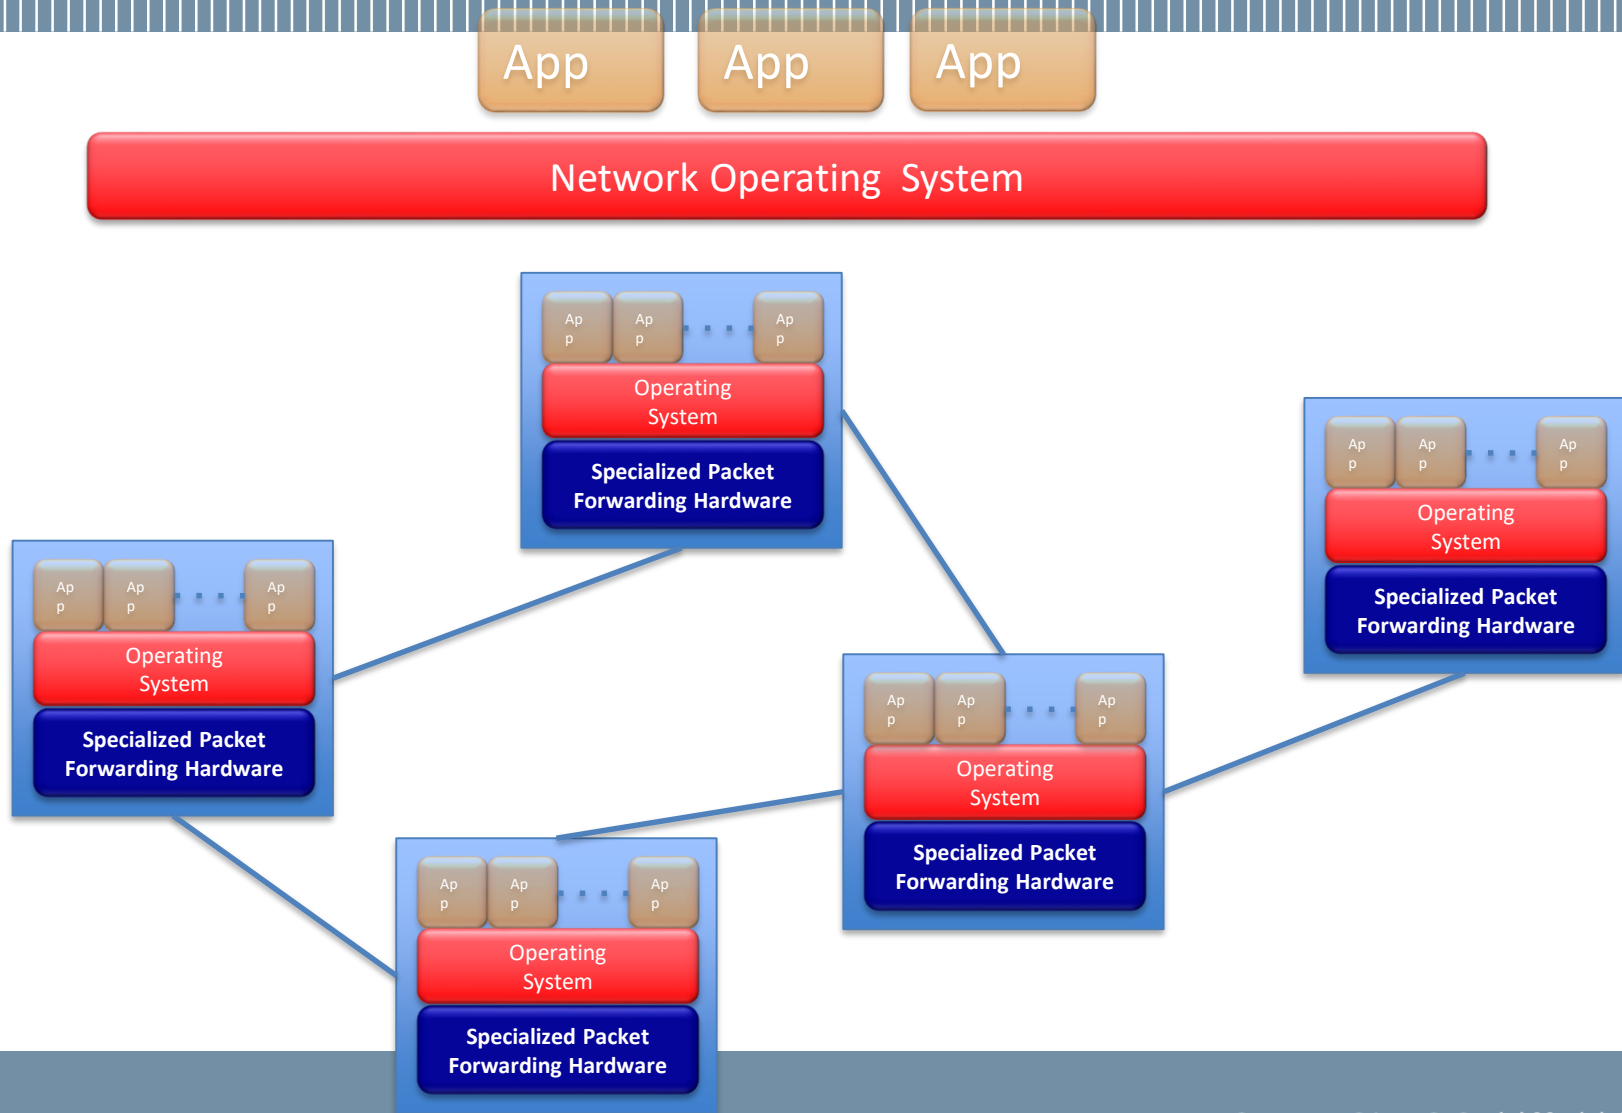 App
App
App
Network Operating System
Ap
p
Ap
p
Ap
p
Operating
System
Specialized Packet
Forwarding Hardware
Ap
p
Ap
p
Ap
p
Operating
System
Specialized Packet
Forwarding Hardware
Ap
p
Ap
p
Ap
p
Operating
System
Specialized Packet
Forwarding Hardware
Ap
p
Ap
p
Ap
p
Operating
System
Specialized Packet
Forwarding Hardware
Ap
p
Ap
p
Ap
p
Operating
System
Specialized Packet
Forwarding Hardware